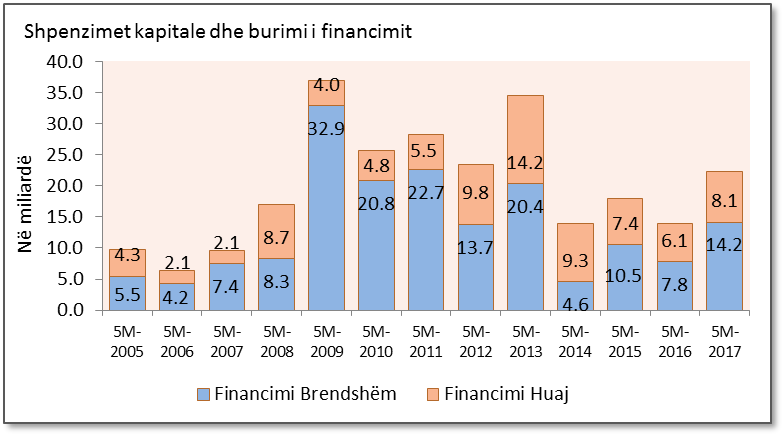 Shpenzimet kapitale dhe burimi i financimit
Në miliardë
40.0
35.0
30.0
25.0
20.0
15.0
10.0
5.0
0.0
4.3 2.1 2.1 8.7 4.0 4.8 5.5 9.8 14.2 9.3 7.4 6.1 8.1
5.5 4.2 7.4 8.3 32.9 20.8 22.7 13.7 20.4 4.6 10.5 7.8 14.2
5M- 5M- 5M- 5M- 5M- 5M- 5M- 5M- 5M- 5M- 5M- 5M- 5M-
2005 2006 2007 2008 2009 2010 2011 2012 2013 2014 2015 2016 2017
Financimi Brendshëm Financimi Huaj